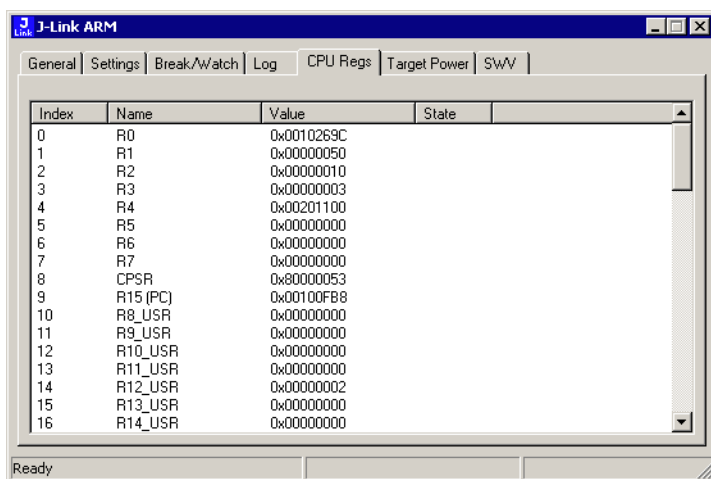 J Link J-Link ARM
General Settings Break/Watch Log CPU Regs Target Power SWV
Index Name Value State
0 R0 0x0010269C
1 R1 0x00000050
2 R2 0x00000010
3 R3 0x00000003
4 R4 0x00201100
5 R5 0x00000000
6 R6 0x00000000
7 R7 0x00000000
8 CPSR 0x80000053
9 R15 (PC) 0x00100FB8
10 R8_USR 0x00000000
11 R9_USR 0x00000000
12 R10_USR 0x00000000
13 R11_USR 0x00000000
14 R12_USR 0x00000002
15 R13_USR 0x00000000
16 R14_USR 0x00000000
Ready